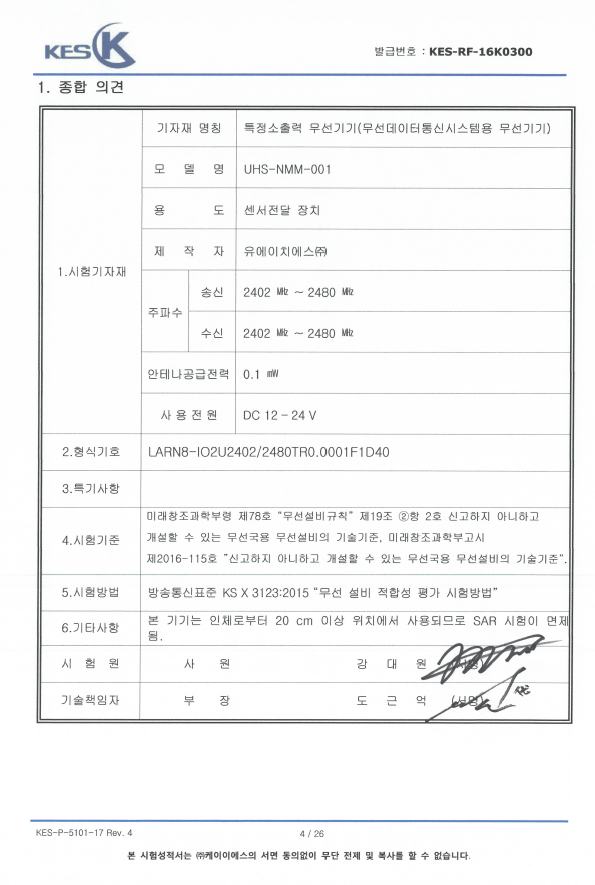 KES K
발급번호 : KES-RF-16K0300
1. 종합 의견
1.시험기자재
기자재 명칭 특정소출력 무선기기(무선데이터통신시스템용 무선기기)
모 델 명 UHS-NMM-001
용 도 센서전달 장치
제 작 자 유에이치에스㈜
주파수
송신 2402 ㎒ ~ 2480 ㎒
수신 2402 ㎒ ~ 2480 ㎒
안테나공급전력 0.1 ㎽
사 용 전 원 DC 12 – 24 V
2.형식기호 LARN8-IO2U2402/2480TR0.0001F1D40
3.특기사항
4.시험기준
미래창조과학부령 제78호 “무선설비규칙” 제19조 ②항 2호 신고하지 아니하고
개설할 수 있는 무선국용 무선설비의 기술기준, 미래창조과학부고시
제2016-115호 “신고하지 아니하고 개설할 수 있는 무선국용 무선설비의 기술기준”.
5.시험방법 방송통신표준 KS X 3123:2015 “무선 설비 적합성 평가 시험방법”
6.기타사항
본 기기는 인체로부터 20 cm 이상 위치에서 사용되므로 SAR 시험이 면제
됨.
시 험 원 사 원 강 대 원 (서명)
기술책임자 부 장 도 근 억 (서명)
KES-P-5101-17 Rev. 4 4 / 26
본 시험성적서는 ㈜케이이에스의 서면 동의없이 무단 전제 및 복사를 할 수 없습니다.